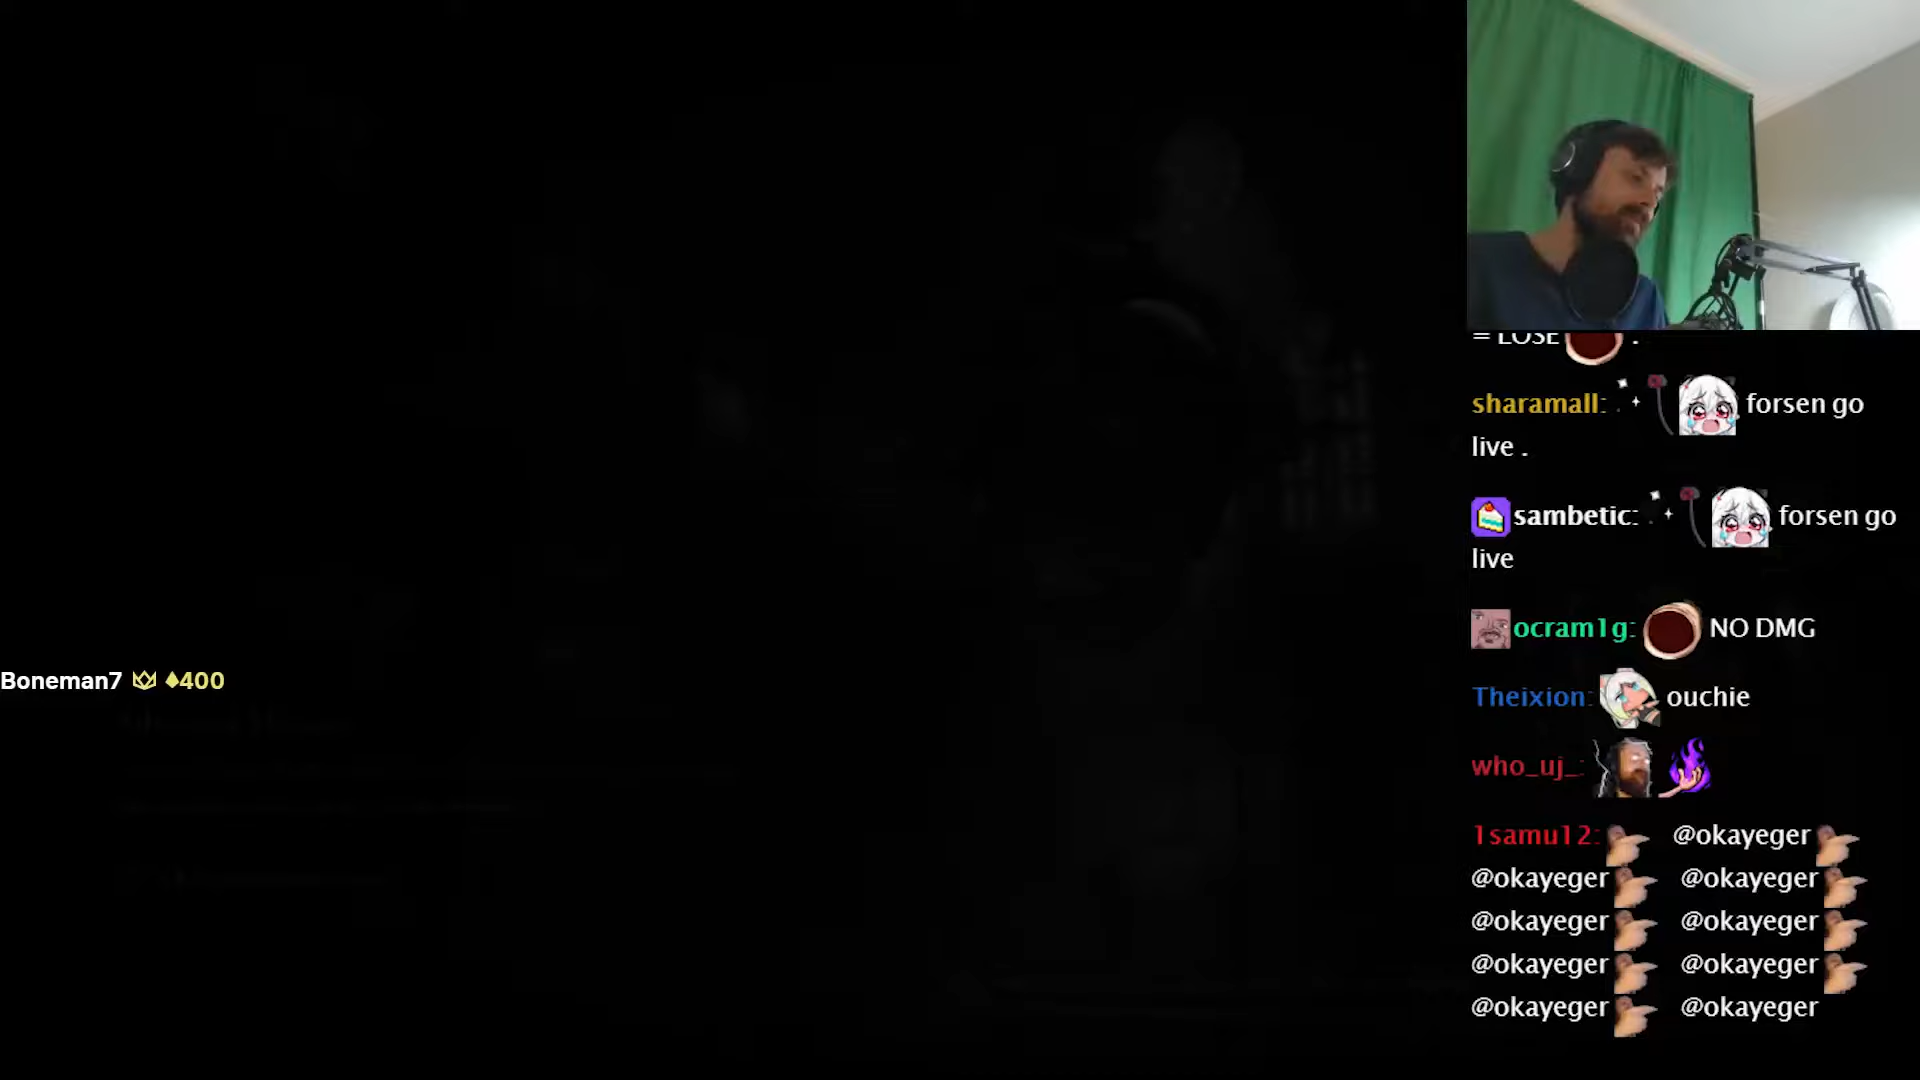 = LOSE .
sharamall: forsen go
live .
sambetic: forsen go
live
ocram1g: NO DMG
Boneman7 400
Theixion: ouchie
who_uj_:
1samu12: @okayeger
@okayeger @okayeger
@okayeger @okayeger
@okayeger @okayeger
@okayeger @okayeger